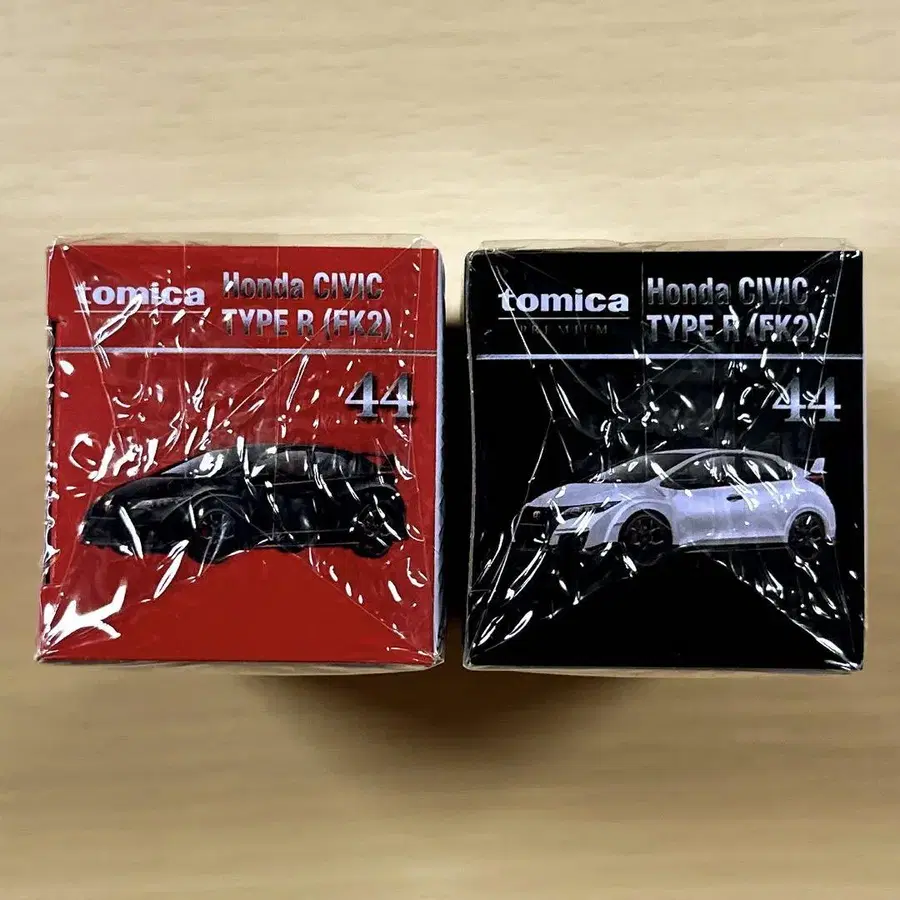 tomica
Honda CIVIC
TYPE R (FK2)
44
tomica
PREMIUM
Honda CIVIC
TYPE R (FK2)
44